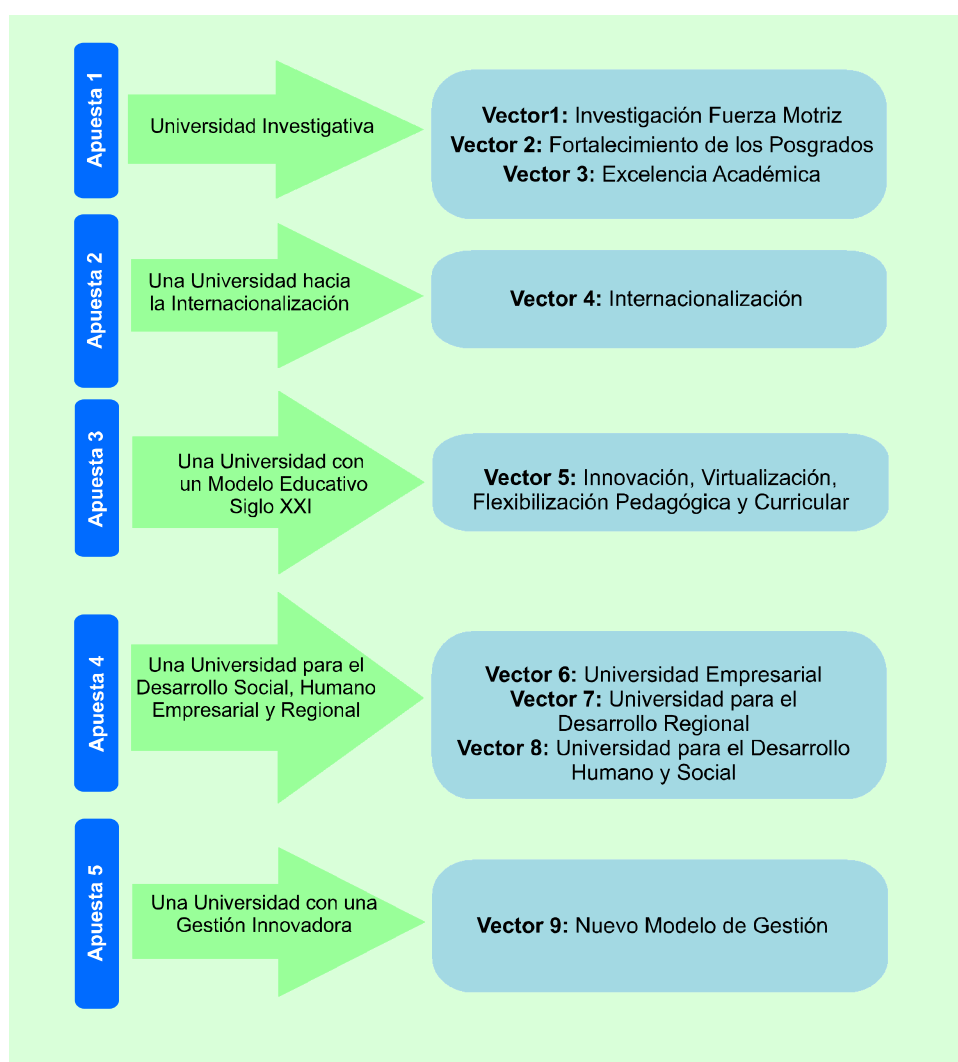 Apuesta 1
Universidad Investigativa
Vector1: Investigación Fuerza Motriz
Vector 2: Fortalecimiento de los Posgrados
Vector 3: Excelencia Académica
Apuesta 2
Una Universidad hacia
la Internacionalización
Vector 4: Internacionalización
Apuesta 3
Una Universidad con
un Modelo Educativo
Siglo XXI
Vector 5: Innovación, Virtualización,
Flexibilización Pedagógica y Curricular
Apuesta 4
Una Universidad para el
Desarrollo Social, Humano
Empresarial y Regional
Vector 6: Universidad Empresarial
Vector 7: Universidad para el
Desarrollo Regional
Vector 8: Universidad para el Desarrollo
Humano y Social
Apuesta 5
Una Universidad con una
Gestión Innovadora
Vector 9: Nuevo Modelo de Gestión